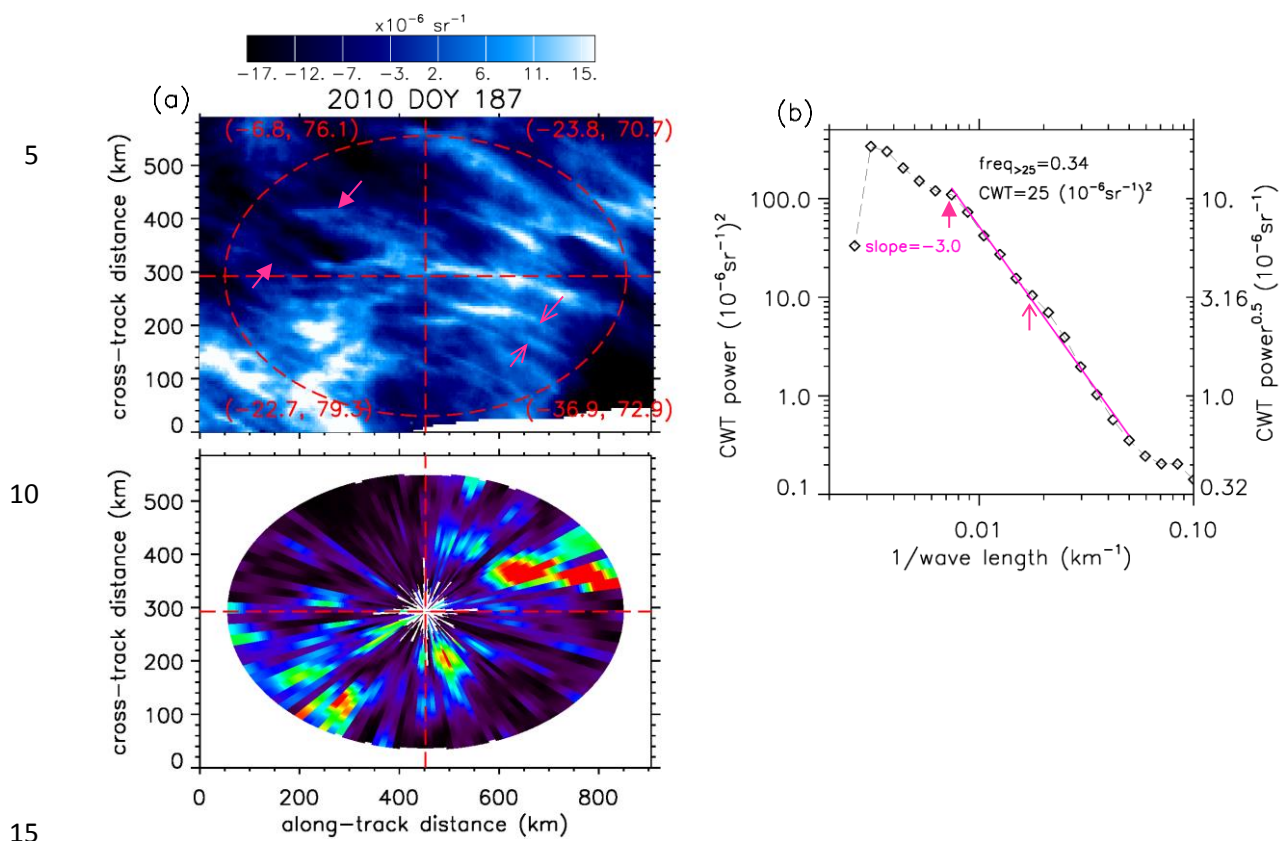 x10⁻⁶ sr⁻¹
−17. −12. −7. −3. 2. 6. 11. 15.
(a)
2010 DOY 187
(−6.8, 76.1) (−23.8, 70.7)
5
500
400
300
200
100
0
cross−track distance (km)
(−22.7, 79.3) (−36.9, 72.9)
10
500
400
300
200
100
0
cross−track distance (km)
0 200 400 600 800
along−track distance (km)
15
(b)
freq>25=0.34
CWT=25 (10⁻⁶sr⁻¹)²
slope=−3.0
100.0
10.0
1.0
0.1
CWT power (10⁻⁶sr⁻¹)²
10.
3.16
1.0
0.32
CWT power⁰·⁵ (10⁻⁶sr⁻¹)
0.01 0.10
1/wave length (km⁻¹)